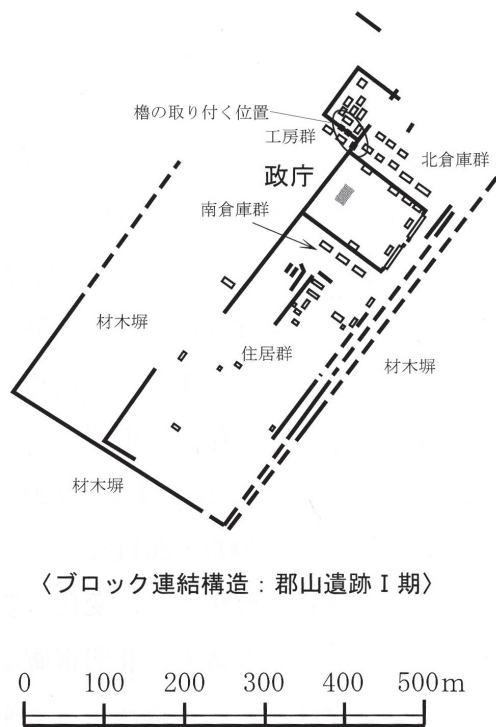 櫓の取り付く位置
工房群
北倉庫群
政庁
南倉庫群
材木塀
住居群
材木塀
材木塀
〈ブロック連結構造：郡山遺跡Ⅰ期〉
0 100 200 300 400 500m